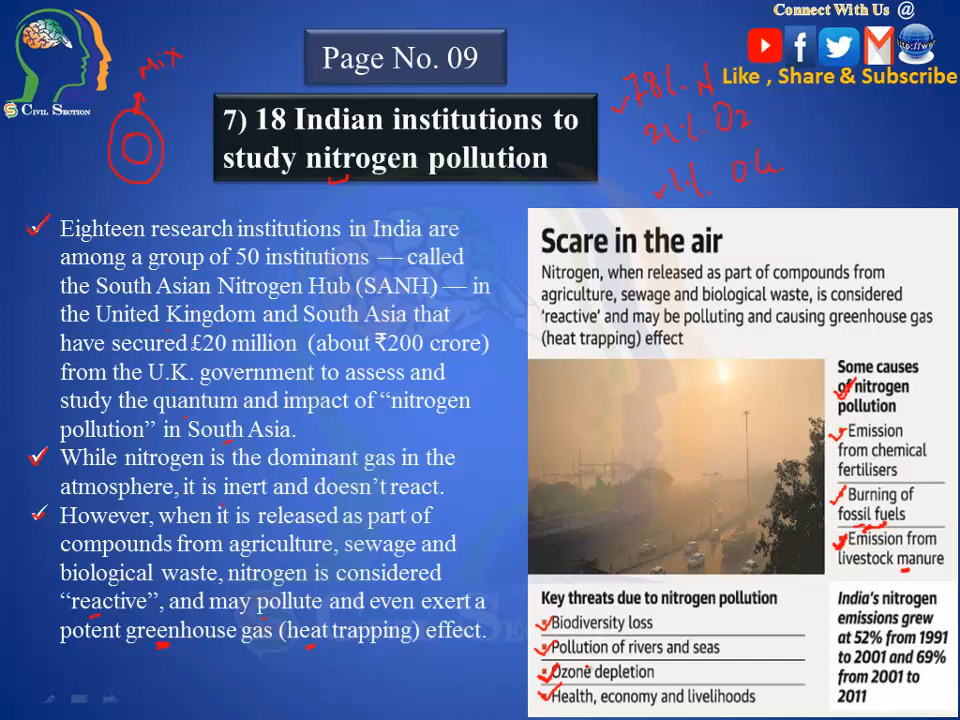 Connect With Us @
Page No. 09
Like , Share & Subscribe
http://www
CIVIL SECTION
MIX
78%. N
21%. O2
1%.
7) 18 Indian institutions to
study nitrogen pollution
Eighteen research institutions in India are
among a group of 50 institutions — called
the South Asian Nitrogen Hub (SANH) — in
the United Kingdom and South Asia that
have secured £20 million (about ₹200 crore)
from the U.K. government to assess and
study the quantum and impact of “nitrogen
pollution” in South Asia.
While nitrogen is the dominant gas in the
atmosphere, it is inert and doesn’t react.
However, when it is released as part of
compounds from agriculture, sewage and
biological waste, nitrogen is considered
“reactive”, and may pollute and even exert a
potent greenhouse gas (heat trapping) effect.
Scare in the air
Nitrogen, when released as part of compounds from
agriculture, sewage and biological waste, is considered
‘reactive’ and may be polluting and causing greenhouse gas
(heat trapping) effect
Some causes
of nitrogen
pollution
Emission
from chemical
fertilisers
Burning of
fossil fuels
Emission from
livestock manure
Key threats due to nitrogen pollution
Biodiversity loss
Pollution of rivers and seas
Ozone depletion
Health, economy and livelihoods
India’s nitrogen
emissions grew
at 52% from 1991
to 2001 and 69%
from 2001 to
2011